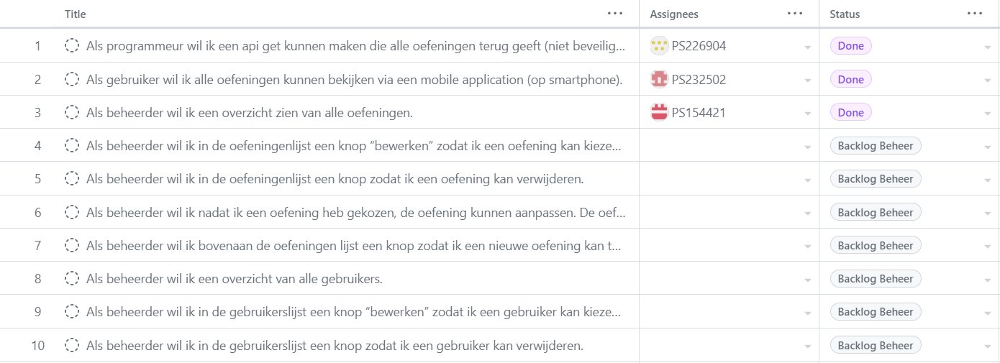 Title ... Assignees ... Status ...
1 Als programmeur wil ik een api get kunnen maken die alle oefeningen terug geeft (niet beveilig... PS226904 Done
2 Als gebruiker wil ik alle oefeningen kunnen bekijken via een mobile application (op smartphone). PS232502 Done
3 Als beheerder wil ik een overzicht zien van alle oefeningen. PS154421 Done
4 Als beheerder wil ik in de oefeningenlijst een knop “bewerken” zodat ik een oefening kan kieze... Backlog Beheer
5 Als beheerder wil ik in de oefeningenlijst een knop zodat ik een oefening kan verwijderen. Backlog Beheer
6 Als beheerder wil ik nadat ik een oefening heb gekozen, de oefening kunnen aanpassen. De oef... Backlog Beheer
7 Als beheerder wil ik bovenaan de oefeningen lijst een knop zodat ik een nieuwe oefening kan t... Backlog Beheer
8 Als beheerder wil ik een overzicht van alle gebruikers. Backlog Beheer
9 Als beheerder wil ik in de gebruikerslijst een knop “bewerken” zodat ik een gebruiker kan kieze... Backlog Beheer
10 Als beheerder wil ik in de gebruikerslijst een knop zodat ik een gebruiker kan verwijderen. Backlog Beheer